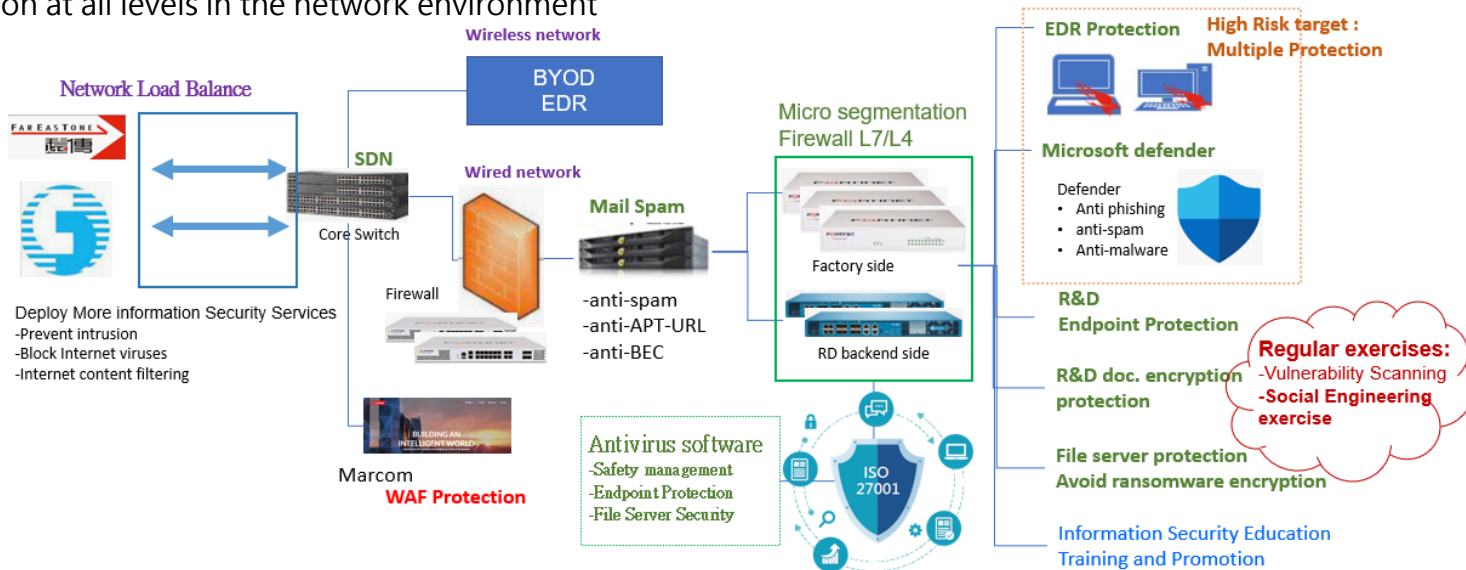 on at all levels in the network environment
Network Load Balance
FAREASTONE
遠傳
Deploy More information Security Services
-Prevent intrusion
-Block Internet viruses
-Internet content filtering
SDN
Core Switch
Wireless network
BYOD
EDR
Wired network
Firewall
FORTINET
BUILDING AN
INTELLIGENT WORLD
Marcom
WAF Protection
Mail Spam
-anti-spam
-anti-APT-URL
-anti-BEC
Micro segmentation
Firewall L7/L4
FORTINET
FORTINET
FORTINET
Factory side
RD backend side
Antivirus software
-Safety management
-Endpoint Protection
-File Server Security
ISO
27001
EDR Protection
High Risk target :
Multiple Protection
Microsoft defender
Defender
• Anti phishing
• anti-spam
• Anti-malware
R&D
Endpoint Protection
R&D doc. encryption
protection
File server protection
Avoid ransomware encryption
Regular exercises:
-Vulnerability Scanning
-Social Engineering
exercise
Information Security Education
Training and Promotion